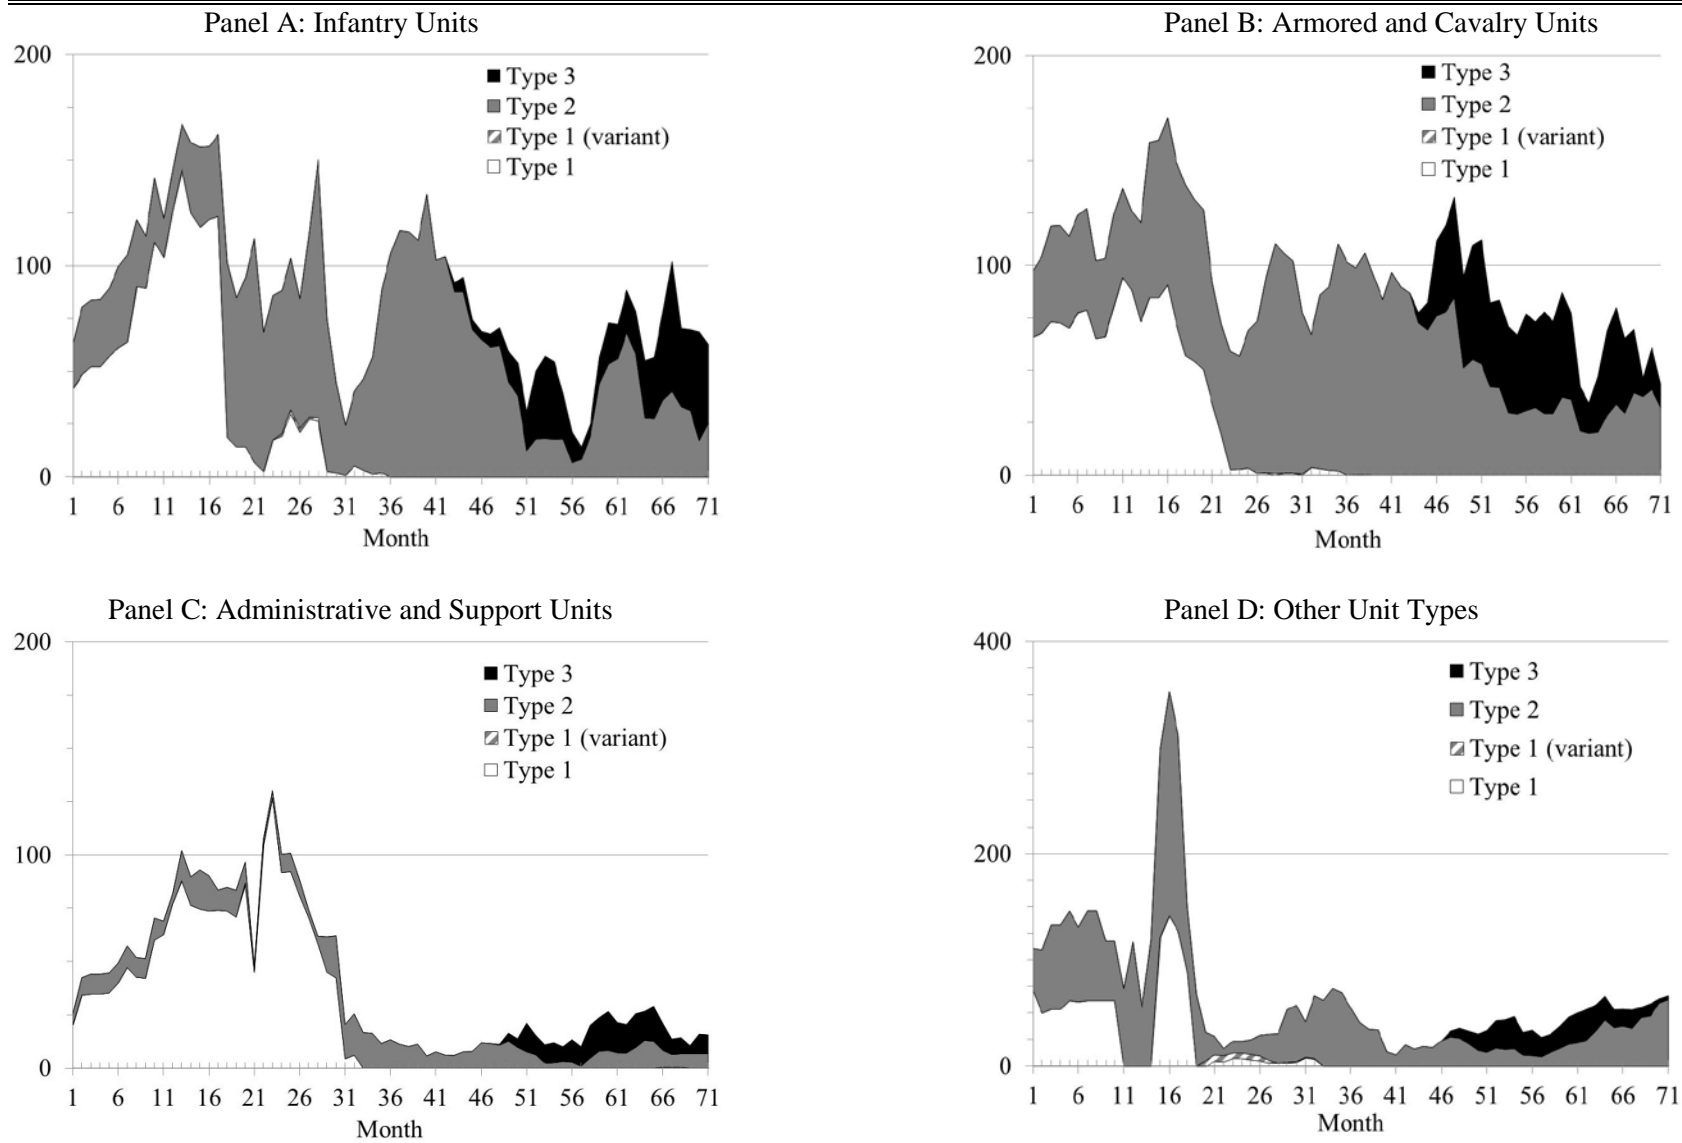 Panel A: Infantry Units
200
100
0
Type 3
Type 2
Type 1 (variant)
Type 1
1 6 11 16 21 26 31 36 41 46 51 56 61 66 71
Month
Panel B: Armored and Cavalry Units
200
100
0
Type 3
Type 2
Type 1 (variant)
Type 1
1 6 11 16 21 26 31 36 41 46 51 56 61 66 71
Month
Panel C: Administrative and Support Units
200
100
0
Type 3
Type 2
Type 1 (variant)
Type 1
1 6 11 16 21 26 31 36 41 46 51 56 61 66 71
Month
Panel D: Other Unit Types
400
200
0
Type 3
Type 2
Type 1 (variant)
Type 1
1 6 11 16 21 26 31 36 41 46 51 56 61 66 71
Month